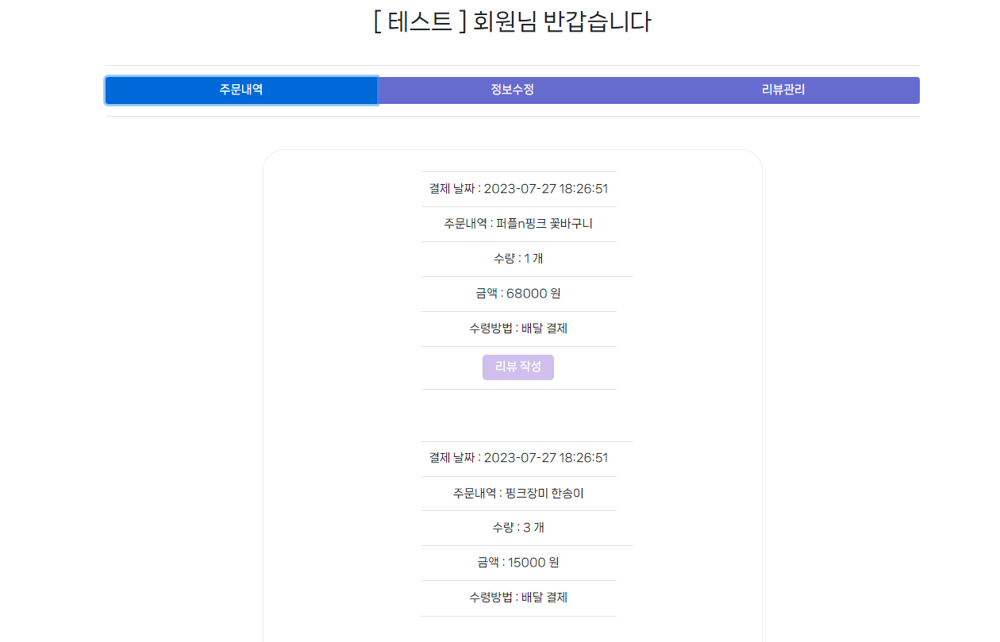 [ 테스트 ] 회원님 반갑습니다
주문내역 정보수정 리뷰관리
결제 날짜 : 2023-07-27 18:26:51
주문내역 : 퍼플n핑크 꽃바구니
수량 : 1 개
금액 : 68000 원
수령방법 : 배달 결제
리뷰 작성
결제 날짜 : 2023-07-27 18:26:51
주문내역 : 핑크장미 한송이
수량 : 3 개
금액 : 15000 원
수령방법 : 배달 결제